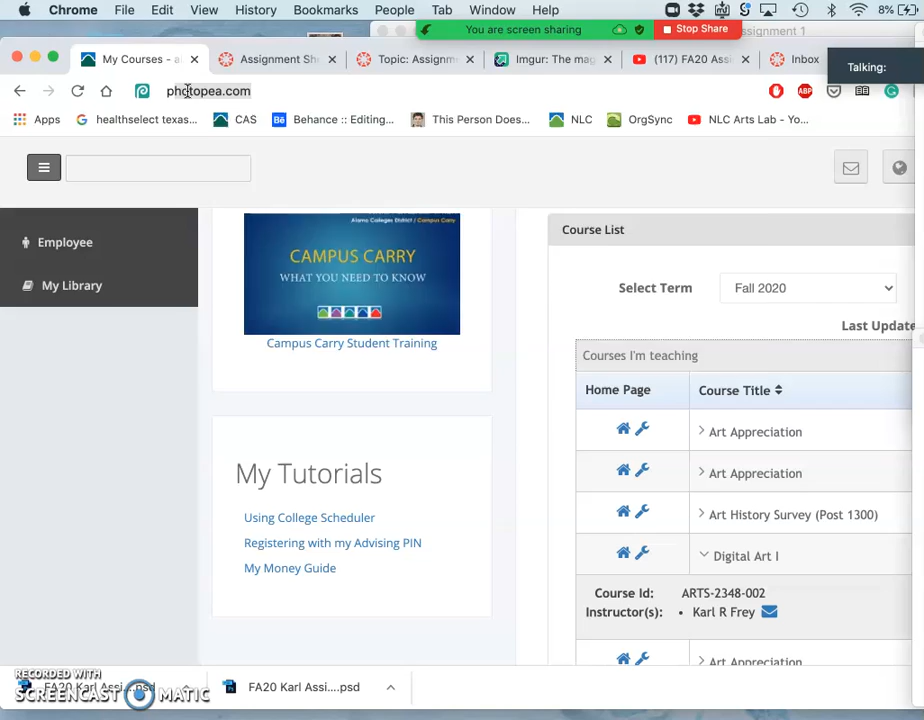 Chrome File Edit View History Bookmarks People Tab Window Help 8%
You are screen sharing Stop Share
My Courses - a Assignment Sh Topic: Assignm Imgur: The mag (117) FA20 Assi Inbox
Talking:
photopea.com
Apps healthselect texas... CAS Behance :: Editing... This Person Does... NLC OrgSync NLC Arts Lab - Yo...
Employee
My Library
Alamo Colleges District / Campus Carry
CAMPUS CARRY
WHAT YOU NEED TO KNOW
Campus Carry Student Training
My Tutorials
Using College Scheduler
Registering with my Advising PIN
My Money Guide
Course List
Select Term Fall 2020
Last Update
Courses I'm teaching
Home Page Course Title
Art Appreciation
Art Appreciation
Art History Survey (Post 1300)
Digital Art I
Course Id: ARTS-2348-002
Instructor(s): • Karl R Frey
Art Appreciation
RECORDED WITH
SCREENCAST MATIC
FA20 Karl Assi....psd
FA20 Karl Assi....psd